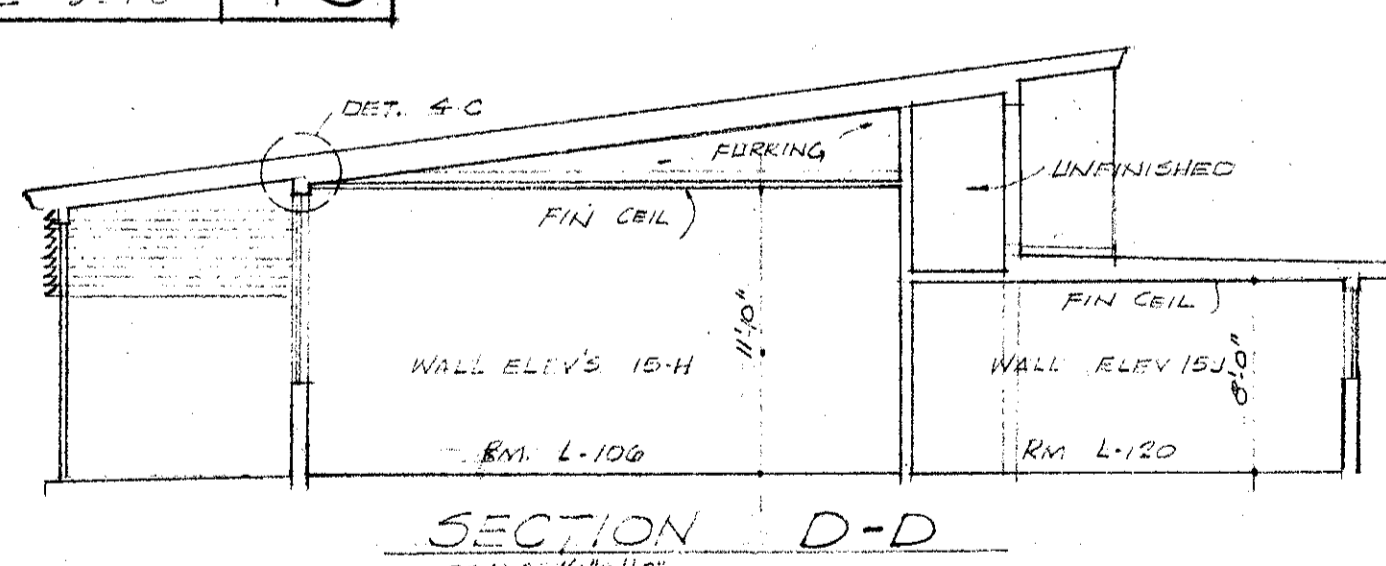 DET. 4-C
FURRING
UNFINISHED
FIN CEIL
FIN CEIL
11'-10"
8'-0"
WALL ELEV'S 15-H
WALL ELEV 15J
RM. L-106
RM L-120
SECTION D-D